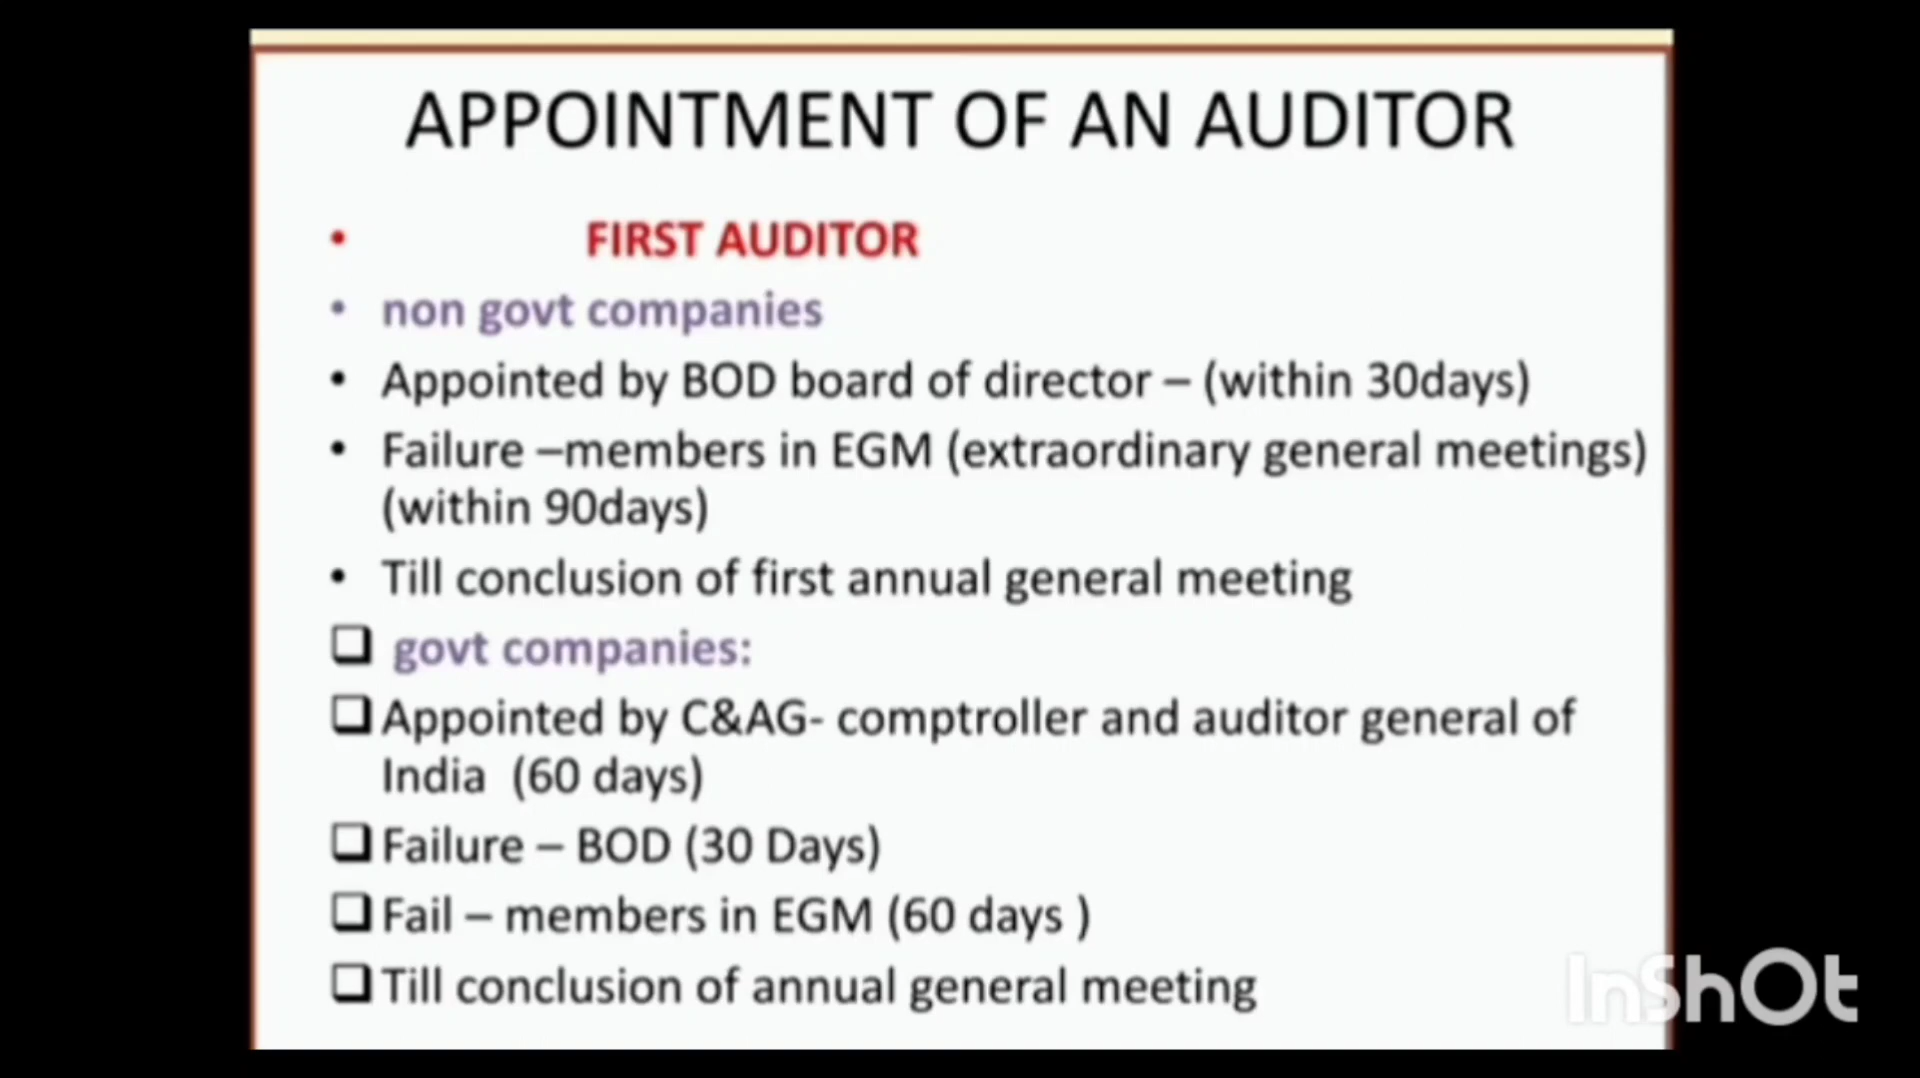 APPOINTMENT OF AN AUDITOR
• FIRST AUDITOR
• non govt companies
• Appointed by BOD board of director – (within 30days)
• Failure –members in EGM (extraordinary general meetings)
(within 90days)
• Till conclusion of first annual general meeting
❑ govt companies:
❑ Appointed by C&AG- comptroller and auditor general of
India (60 days)
❑ Failure – BOD (30 Days)
❑ Fail – members in EGM (60 days )
❑ Till conclusion of annual general meeting
InShOt